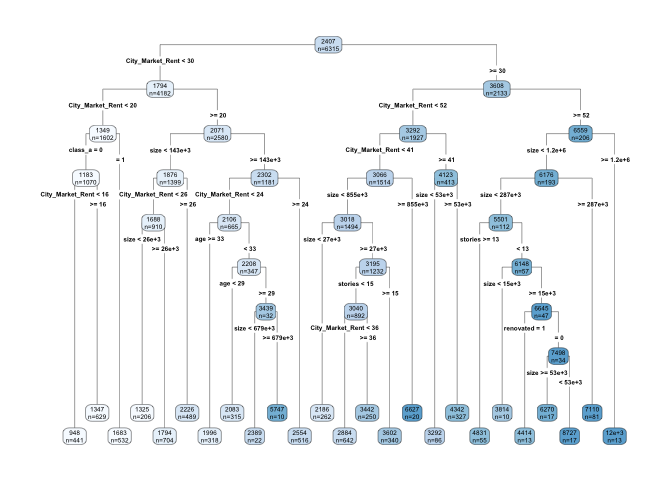 2407
n=6315
City_Market_Rent < 30
>= 30
1794
n=4182
3608
n=2133
City_Market_Rent < 20
>= 20
City_Market_Rent < 52
>= 52
1349
n=1602
2071
n=2580
3292
n=1927
6559
n=206
class_a = 0
= 1
size < 143e+3
>= 143e+3
City_Market_Rent < 41
>= 41
size < 1.2e+6
>= 1.2e+6
1183
n=1070
1876
n=1399
2302
n=1181
3066
n=1514
4123
n=413
6176
n=193
City_Market_Rent < 16
>= 16
City_Market_Rent < 26
>= 26
City_Market_Rent < 24
>= 24
size < 855e+3
>= 855e+3
size < 53e+3
>= 53e+3
size < 287e+3
>= 287e+3
1688
n=910
2106
n=665
3018
n=1494
5501
n=112
size < 26e+3
>= 26e+3
age >= 33
< 33
size < 27e+3
>= 27e+3
stories >= 13
< 13
2208
n=347
3195
n=1232
6148
n=57
age < 29
>= 29
stories < 15
>= 15
size < 15e+3
>= 15e+3
3439
n=32
3040
n=892
6645
n=47
size < 679e+3
>= 679e+3
City_Market_Rent < 36
>= 36
renovated = 1
= 0
7498
n=34
size >= 53e+3
< 53e+3
1347
n=629
1325
n=206
2226
n=489
2083
n=315
5747
n=10
2186
n=262
3442
n=250
6627
n=20
4342
n=327
3814
n=10
6270
n=17
7110
n=81
948
n=441
1683
n=532
1794
n=704
1996
n=318
2389
n=22
2554
n=516
2884
n=642
3602
n=340
3292
n=86
4831
n=55
4414
n=13
8727
n=17
12e+3
n=13